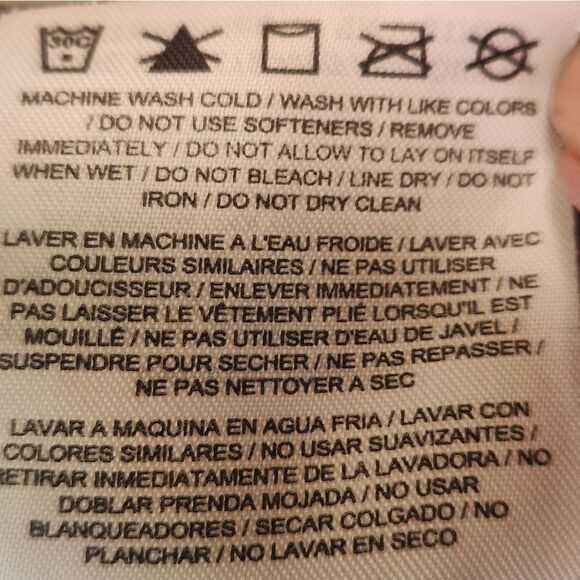 30C
MACHINE WASH COLD / WASH WITH LIKE COLORS
/ DO NOT USE SOFTENERS / REMOVE
IMMEDIATELY / DO NOT ALLOW TO LAY ON ITSELF
WHEN WET / DO NOT BLEACH / LINE DRY / DO NOT
IRON / DO NOT DRY CLEAN
LAVER EN MACHINE A L'EAU FROIDE / LAVER AVEC
COULEURS SIMILAIRES / NE PAS UTILISER
D'ADOUCISSEUR / ENLEVER IMMEDIATEMENT / NE
PAS LAISSER LE VÊTEMENT PLIÉ LORSQU'IL EST
MOUILLÉ / NE PAS UTILISER D'EAU DE JAVEL /
SUSPENDRE POUR SECHER / NE PAS REPASSER /
NE PAS NETTOYER A SEC
LAVAR A MAQUINA EN AGUA FRIA / LAVAR CON
COLORES SIMILARES / NO USAR SUAVIZANTES /
RETIRAR INMEDIATAMENTE DE LA LAVADORA / NO
DOBLAR PRENDA MOJADA / NO USAR
BLANQUEADORES / SECAR COLGADO / NO
PLANCHAR / NO LAVAR EN SECO